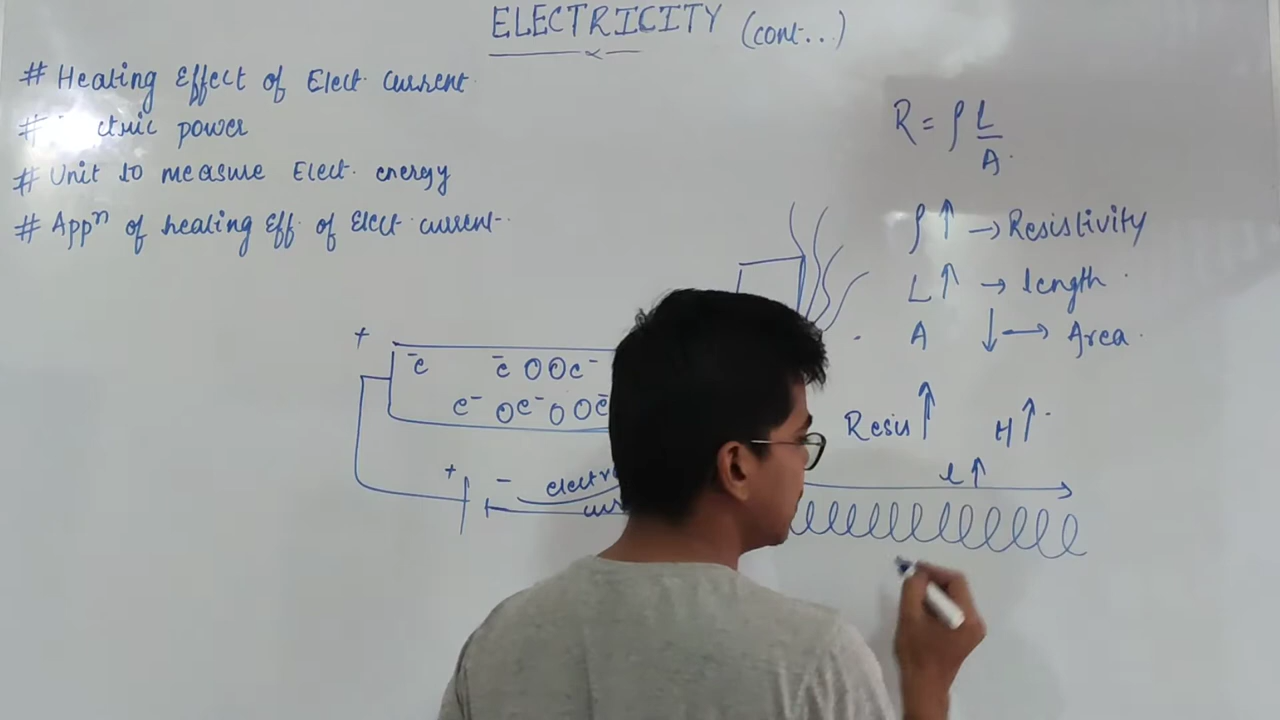 ELECTRICITY (cont...)
# Heating Effect of Elect. current.
# ctric power
# Unit to measure Elect. energy
# Appⁿ of heating Eff. of Elect. current.
R = ρ L/A.
ρ↑ → Resistivity
L↑ → length.
A ↓ → Area.
Resis↑ H↑.
l↑
+
⁻e ⁻e O O e⁻
e⁻ O e⁻ O O e⁻
+ −